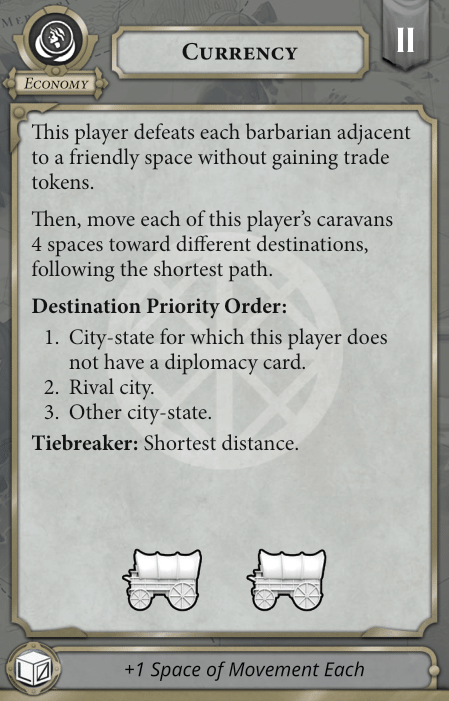 II
Currency
Economy
This player defeats each barbarian adjacent
to a friendly space without gaining trade
tokens.
Then, move each of this player's caravans
4 spaces toward different destinations,
following the shortest path.
Destination Priority Order:
1. City-state for which this player does
not have a diplomacy card.
2. Rival city.
3. Other city-state.
Tiebreaker: Shortest distance.
+1 Space of Movement Each